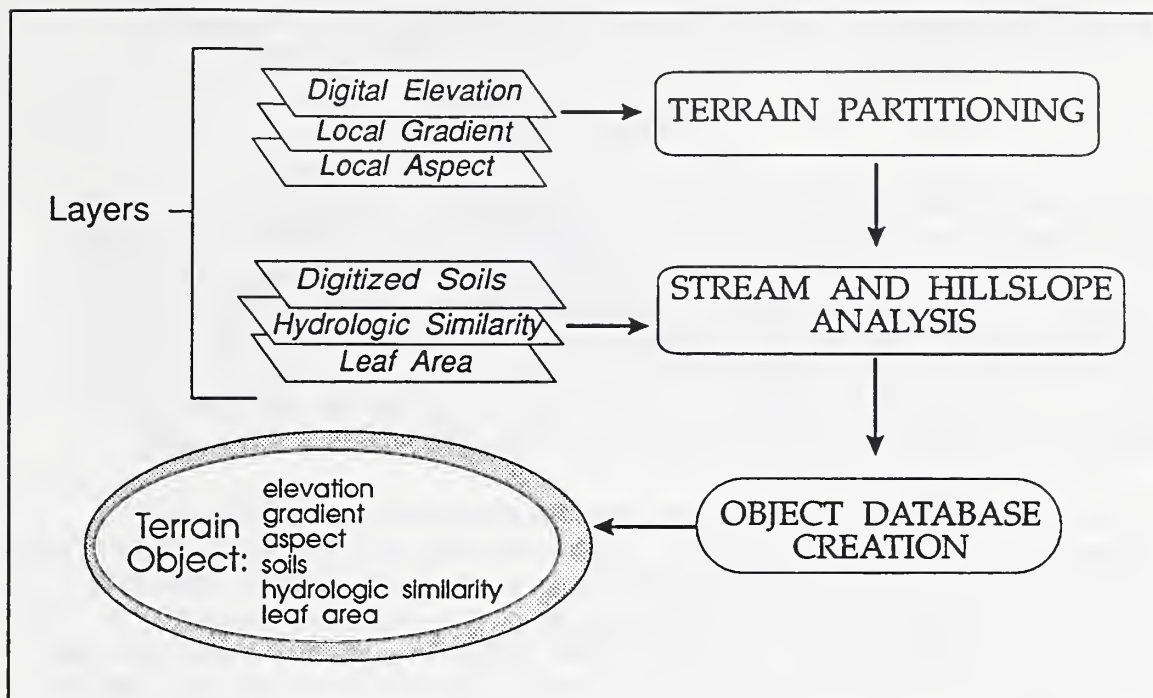 Layers
Digital Elevation
Local Gradient
Local Aspect
TERRAIN PARTITIONING
Digitized Soils
Hydrologic Similarity
Leaf Area
STREAM AND HILLSLOPE
ANALYSIS
OBJECT DATABASE
CREATION
Terrain
Object:
elevation
gradient
aspect
soils
hydrologic similarity
leaf area